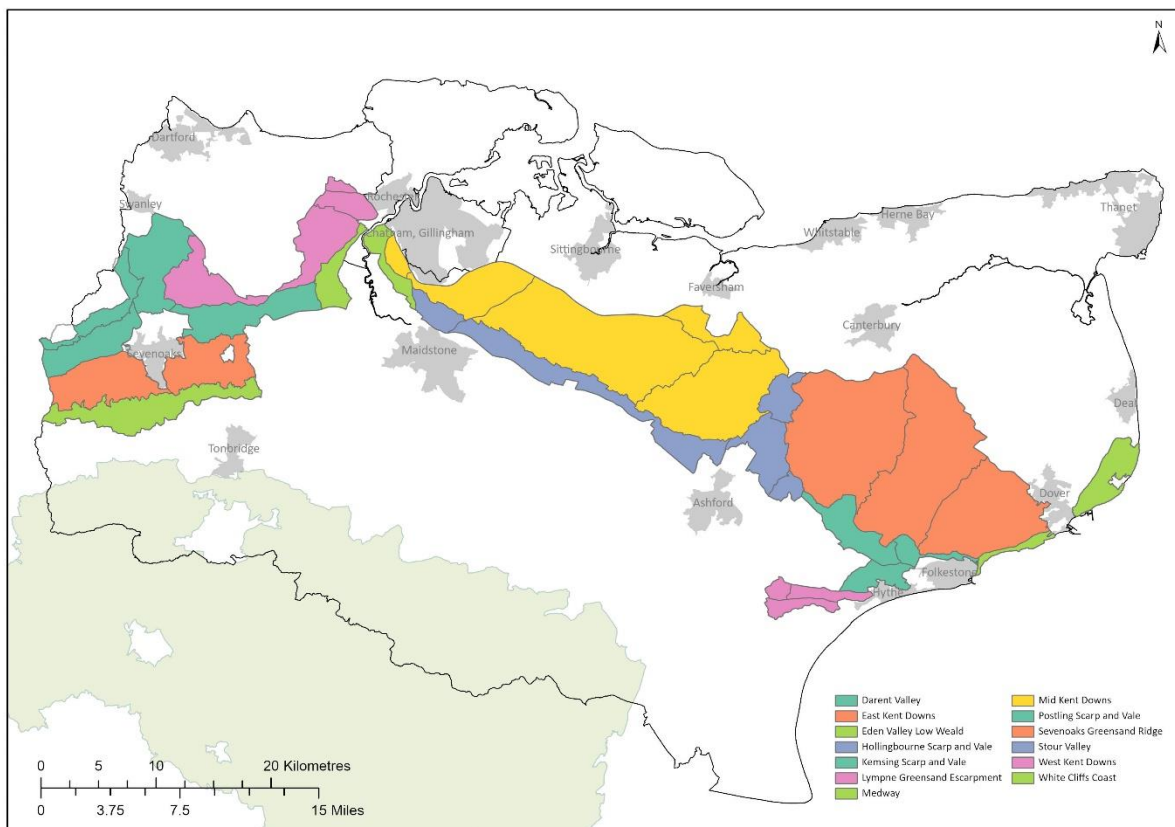 N
Dartford
Swanley
Rochester
Chatham, Gillingham
Sittingbourne
Whitstable
Herne Bay
Thanet
Faversham
Canterbury
Sevenoaks
Maidstone
Deal
Tonbridge
Ashford
Dover
Folkestone
Hythe
Darent Valley
East Kent Downs
Eden Valley Low Weald
Hollingbourne Scarp and Vale
Kemsing Scarp and Vale
Lympne Greensand Escarpment
Medway
Mid Kent Downs
Postling Scarp and Vale
Sevenoaks Greensand Ridge
Stour Valley
West Kent Downs
White Cliffs Coast
0 5 10 20 Kilometres
0 3.75 7.5 15 Miles